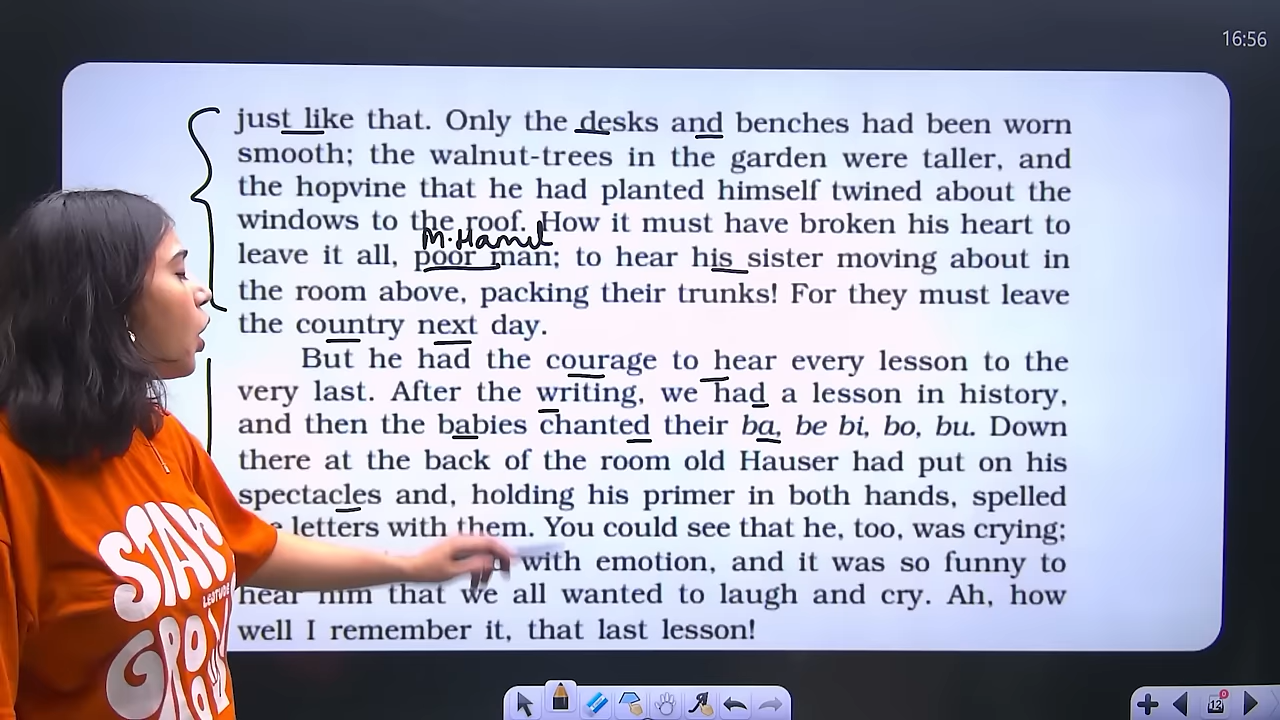 16:56
just like that. Only the desks and benches had been worn
smooth; the walnut-trees in the garden were taller, and
the hopvine that he had planted himself twined about the
windows to the roof. How it must have broken his heart to
M. Hamel
leave it all, poor man; to hear his sister moving about in
the room above, packing their trunks! For they must leave
the country next day.
But he had the courage to hear every lesson to the
very last. After the writing, we had a lesson in history,
and then the babies chanted their ba, be bi, bo, bu. Down
there at the back of the room old Hauser had put on his
spectacles and, holding his primer in both hands, spelled
letters with them. You could see that he, too, was crying;
with emotion, and it was so funny to
hear him that we all wanted to laugh and cry. Ah, how
well I remember it, that last lesson!
12